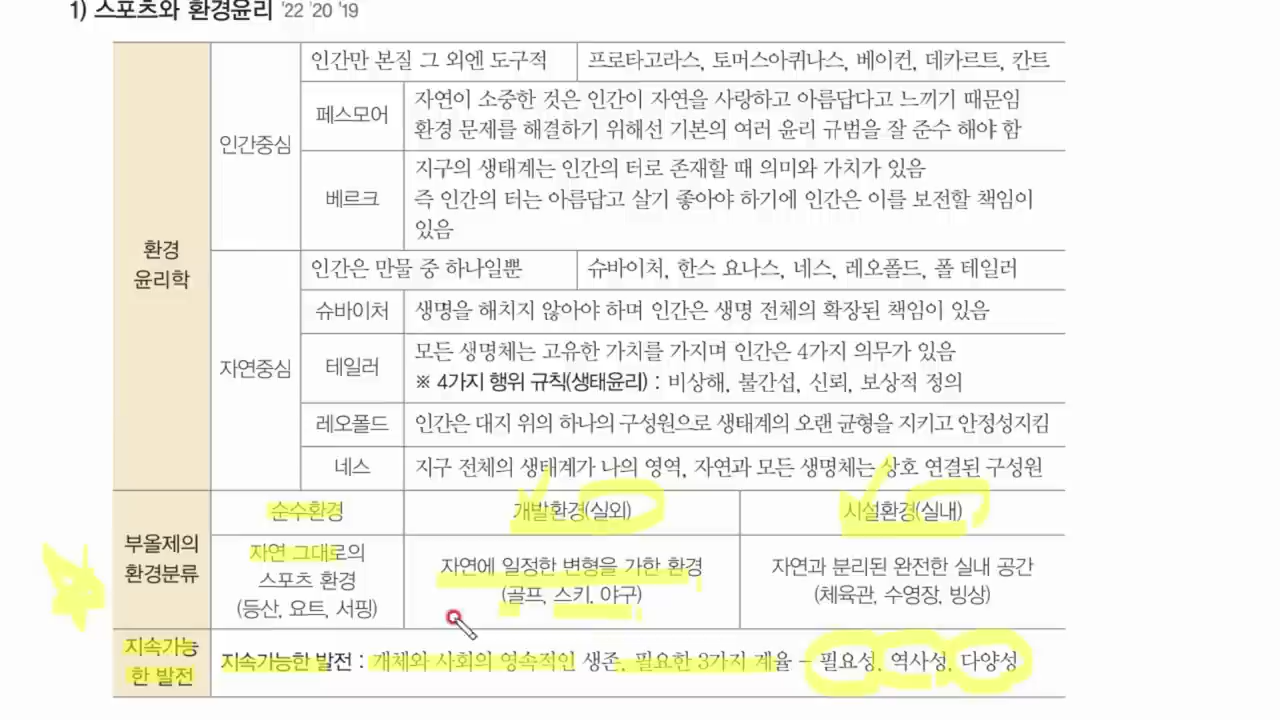 1) 스포츠와 환경윤리 '22 '20 '19
환경
윤리학
인간중심
인간만 본질 그 외엔 도구적
프로타고라스, 토머스아퀴나스, 베이컨, 데카르트, 칸트
페스모어
자연이 소중한 것은 인간이 자연을 사랑하고 아름답다고 느끼기 때문임
환경 문제를 해결하기 위해선 기본의 여러 윤리 규범을 잘 준수 해야 함
베르크
지구의 생태계는 인간의 터로 존재할 때 의미와 가치가 있음
즉 인간의 터는 아름답고 살기 좋아야 하기에 인간은 이를 보전할 책임이
있음
자연중심
인간은 만물 중 하나일뿐
슈바이처, 한스 요나스, 네스, 레오폴드, 폴 테일러
슈바이처
생명을 해치지 않아야 하며 인간은 생명 전체의 확장된 책임이 있음
테일러
모든 생명체는 고유한 가치를 가지며 인간은 4가지 의무가 있음
※ 4가지 행위 규칙(생태윤리) : 비상해, 불간섭, 신뢰, 보상적 정의
레오폴드
인간은 대지 위의 하나의 구성원으로 생태계의 오랜 균형을 지키고 안정성지킴
네스
지구 전체의 생태계가 나의 영역, 자연과 모든 생명체는 상호 연결된 구성원
부올제의
환경분류
순수환경
개발환경(실외)
시설환경(실내)
자연 그대로의
스포츠 환경
(등산, 요트, 서핑)
자연에 일정한 변형을 가한 환경
(골프, 스키, 야구)
자연과 분리된 완전한 실내 공간
(체육관, 수영장, 빙상)
지속가능
한 발전
지속가능한 발전 : 개체와 사회의 영속적인 생존, 필요한 3가지 계율 - 필요성, 역사성, 다양성